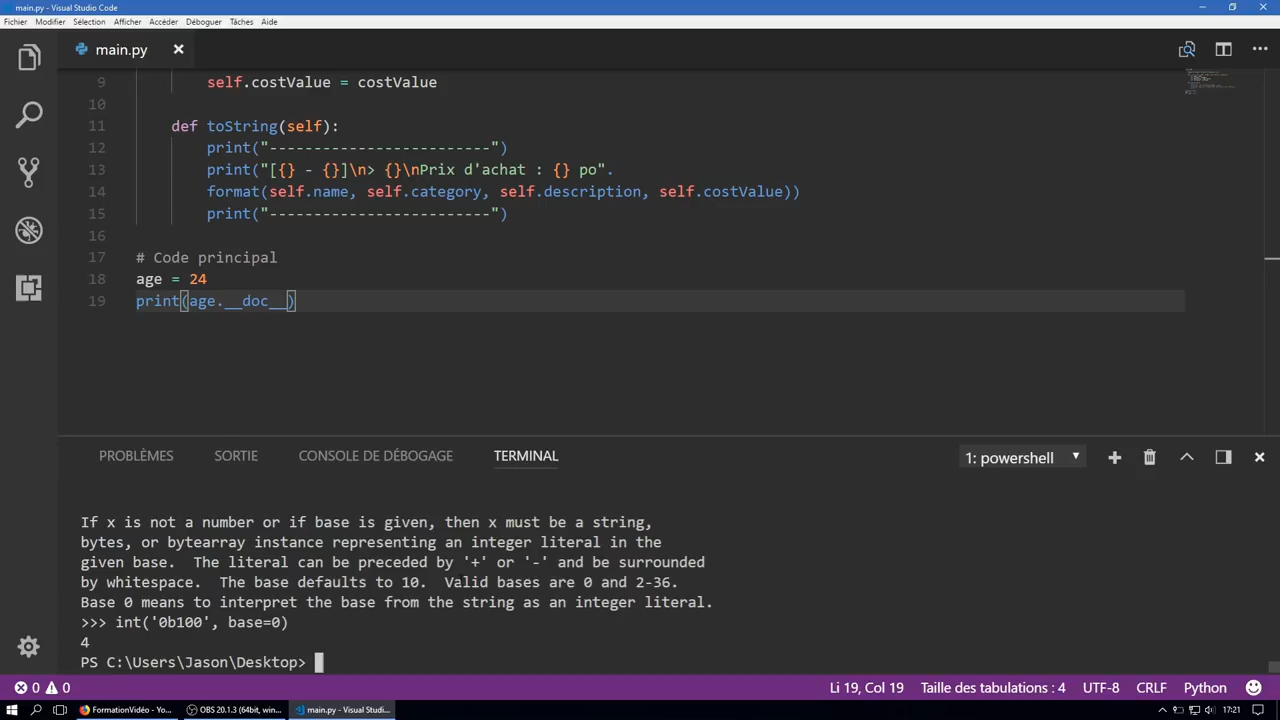 main.py - Visual Studio Code
Fichier Modifier Sélection Afficher Accéder Déboguer Tâches Aide
main.py
9 self.costValue = costValue
10
11 def toString(self):
12 print("-------------------------")
13 print("[{} - {}]\n> {}\nPrix d'achat : {} po".
14 format(self.name, self.category, self.description, self.costValue))
15 print("-------------------------")
16
17 # Code principal
18 age = 24
19 print(age.__doc__)
PROBLÈMES SORTIE CONSOLE DE DÉBOGAGE TERMINAL 1: powershell
If x is not a number or if base is given, then x must be a string,
bytes, or bytearray instance representing an integer literal in the
given base.  The literal can be preceded by '+' or '-' and be surrounded
by whitespace.  The base defaults to 10.  Valid bases are 0 and 2-36.
Base 0 means to interpret the base from the string as an integer literal.
>>> int('0b100', base=0)
4
PS C:\Users\Jason\Desktop>
0 0 Li 19, Col 19 Taille des tabulations : 4 UTF-8 CRLF Python
FormationVidéo - Yo... OBS 20.1.3 (64bit, win... main.py - Visual Studi... 17:21